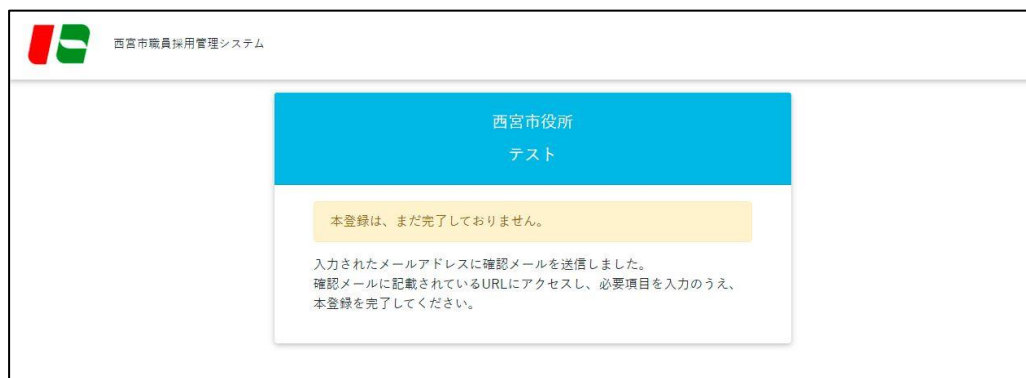 西宮市職員採用管理システム
西宮市役所
テスト
本登録は、まだ完了しておりません。
入力されたメールアドレスに確認メールを送信しました。
確認メールに記載されているURLにアクセスし、必要項目を入力のうえ、
本登録を完了してください。